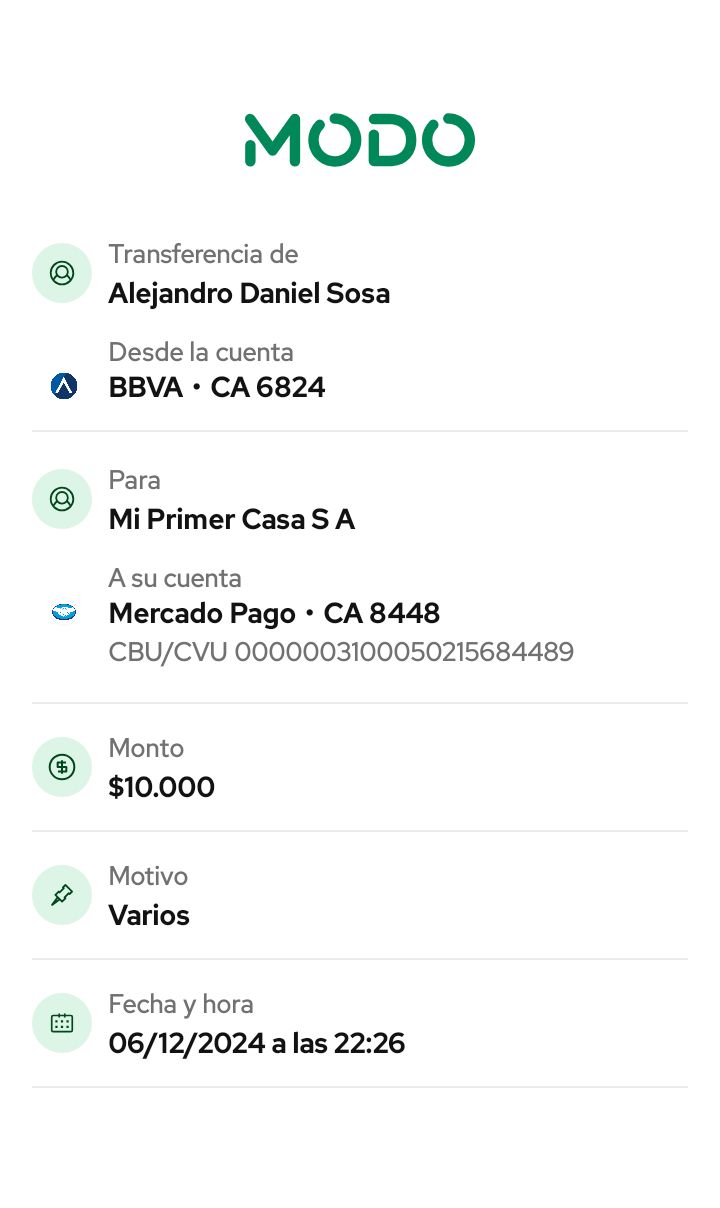 MODO
Transferencia de
Alejandro Daniel Sosa
Desde la cuenta
BBVA • CA 6824
Para
Mi Primer Casa S A
A su cuenta
Mercado Pago • CA 8448
CBU/CVU 0000003100050215684489
Monto
$10.000
Motivo
Varios
Fecha y hora
06/12/2024 a las 22:26